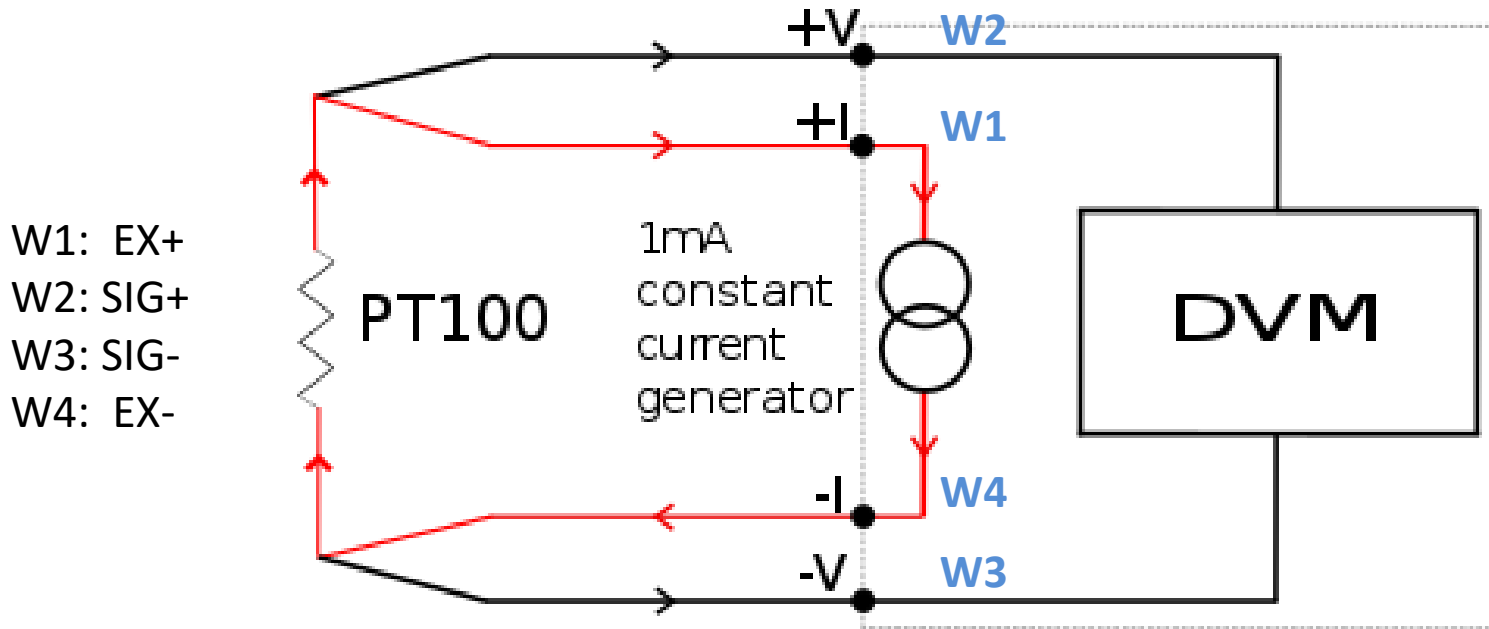 +V W2
+I W1
W1: EX+
W2: SIG+
W3: SIG-
W4: EX-
PT100
1mA
constant
current
generator
DVM
-I W4
-V W3